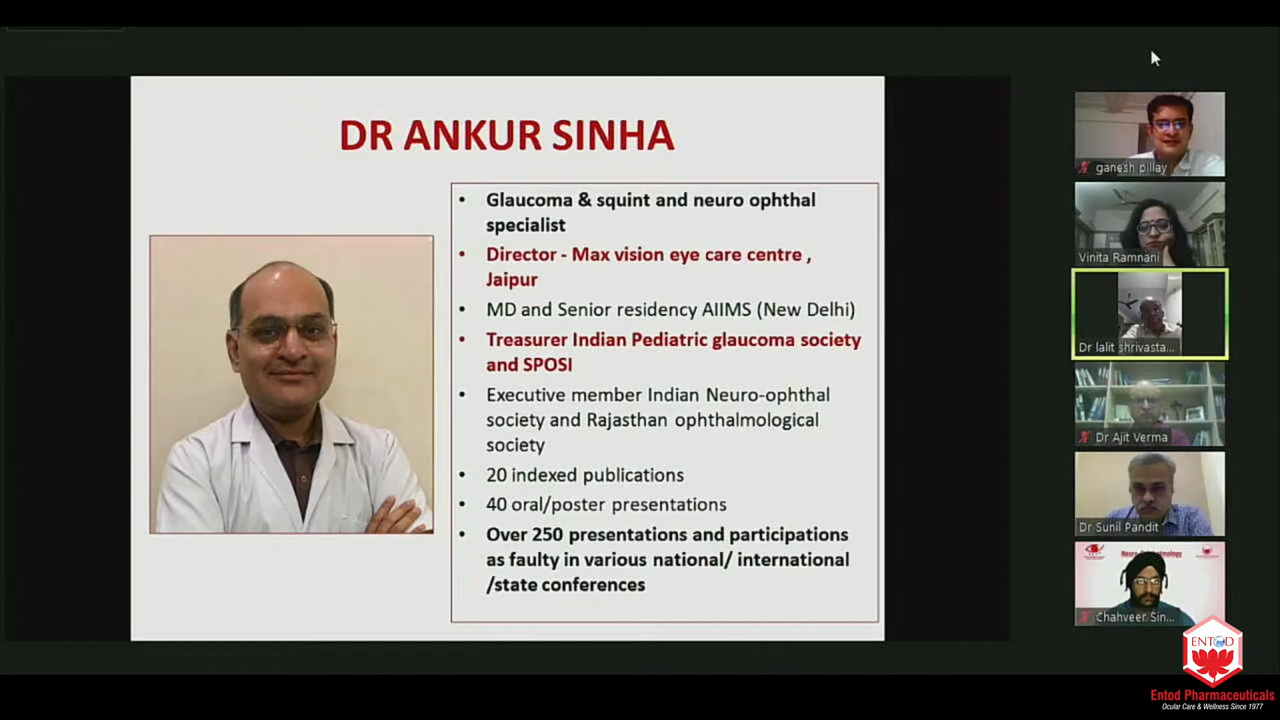 DR ANKUR SINHA
• Glaucoma & squint and neuro ophthal
specialist
• Director - Max vision eye care centre ,
Jaipur
• MD and Senior residency AIIMS (New Delhi)
• Treasurer Indian Pediatric glaucoma society
and SPOSI
• Executive member Indian Neuro-ophthal
society and Rajasthan ophthalmological
society
• 20 indexed publications
• 40 oral/poster presentations
• Over 250 presentations and participations
as faulty in various national/ international
/state conferences
ganesh pillay
Vinita Ramnani
Dr lalit shrivasta...
Dr Ajit Verma
Dr Sunil Pandit
Neuro-Ophthalmology
Chahveer Sin...
ENTOD
Entod Pharmaceuticals
Ocular Care & Wellness Since 1977